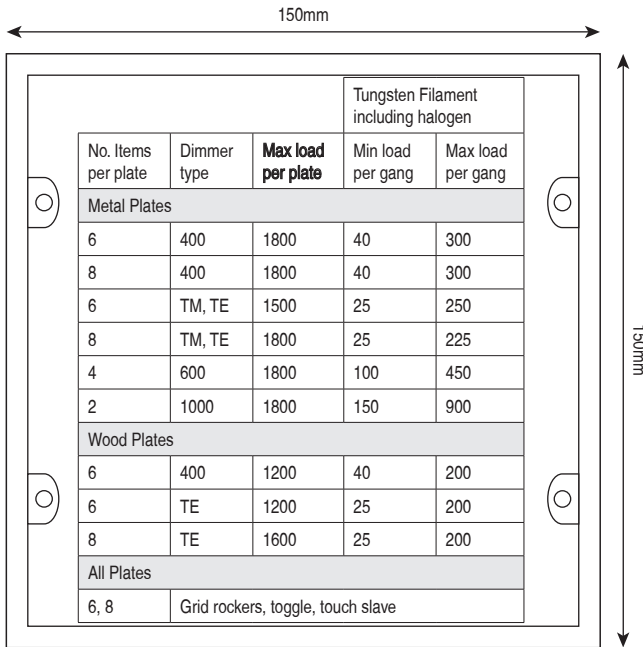 150mm
Tungsten Filament
including halogen
No. Items per plate Dimmer type Max load per plate Min load per gang Max load per gang
Metal Plates
6 400 1800 40 300
8 400 1800 40 300
6 TM, TE 1500 25 250
8 TM, TE 1800 25 225
4 600 1800 100 450
2 1000 1800 150 900
Wood Plates
6 400 1200 40 200
6 TE 1200 25 200
8 TE 1600 25 200
All Plates
6, 8 Grid rockers, toggle, touch slave
150mm